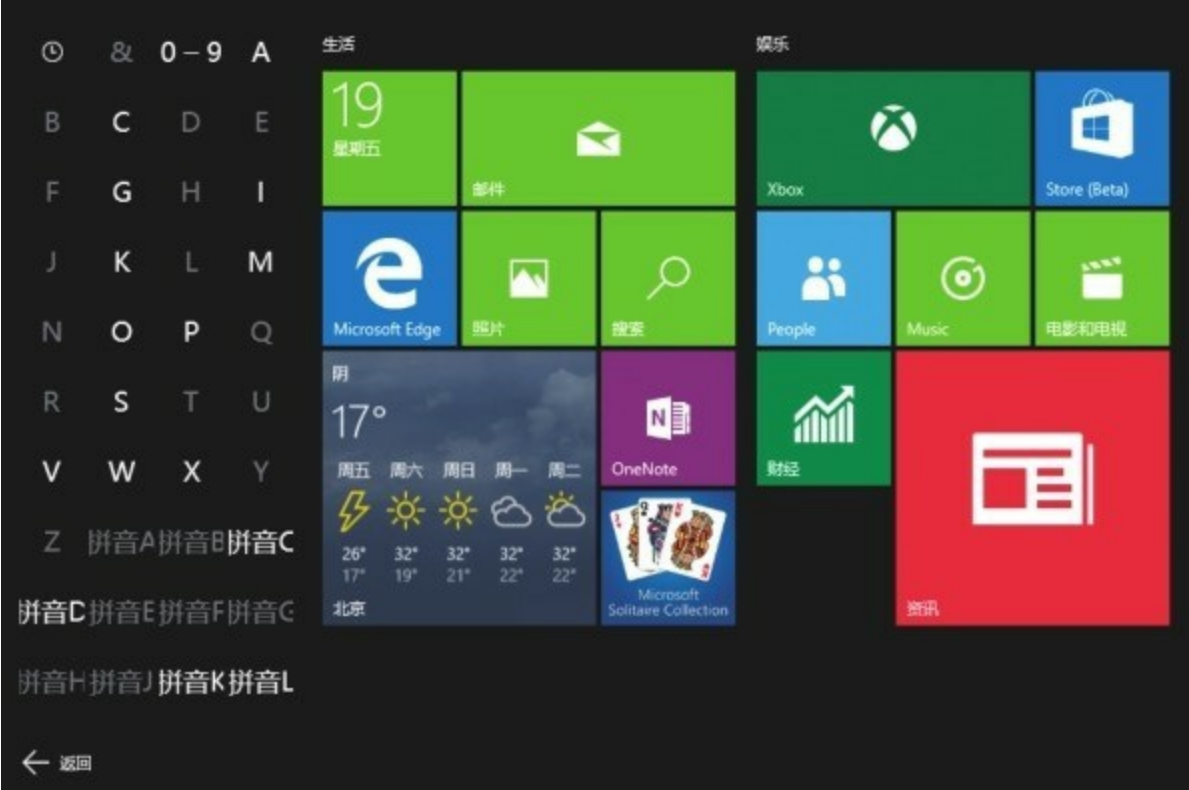 & 0-9 A
B C D E
F G H I
J K L M
N O P Q
R S T U
V W X Y
Z 拼音A 拼音B 拼音C
拼音D 拼音E 拼音F 拼音G
拼音H 拼音J 拼音K 拼音L
返回
生活
19
星期五
邮件
Microsoft Edge
照片
搜索
阴
17°
周五 周六 周日 周一 周二
26° 32° 32° 32° 32°
17° 19° 21° 22° 22°
北京
OneNote
Microsoft
Solitaire Collection
娱乐
Xbox
Store (Beta)
People
Music
电影和电视
财经
资讯